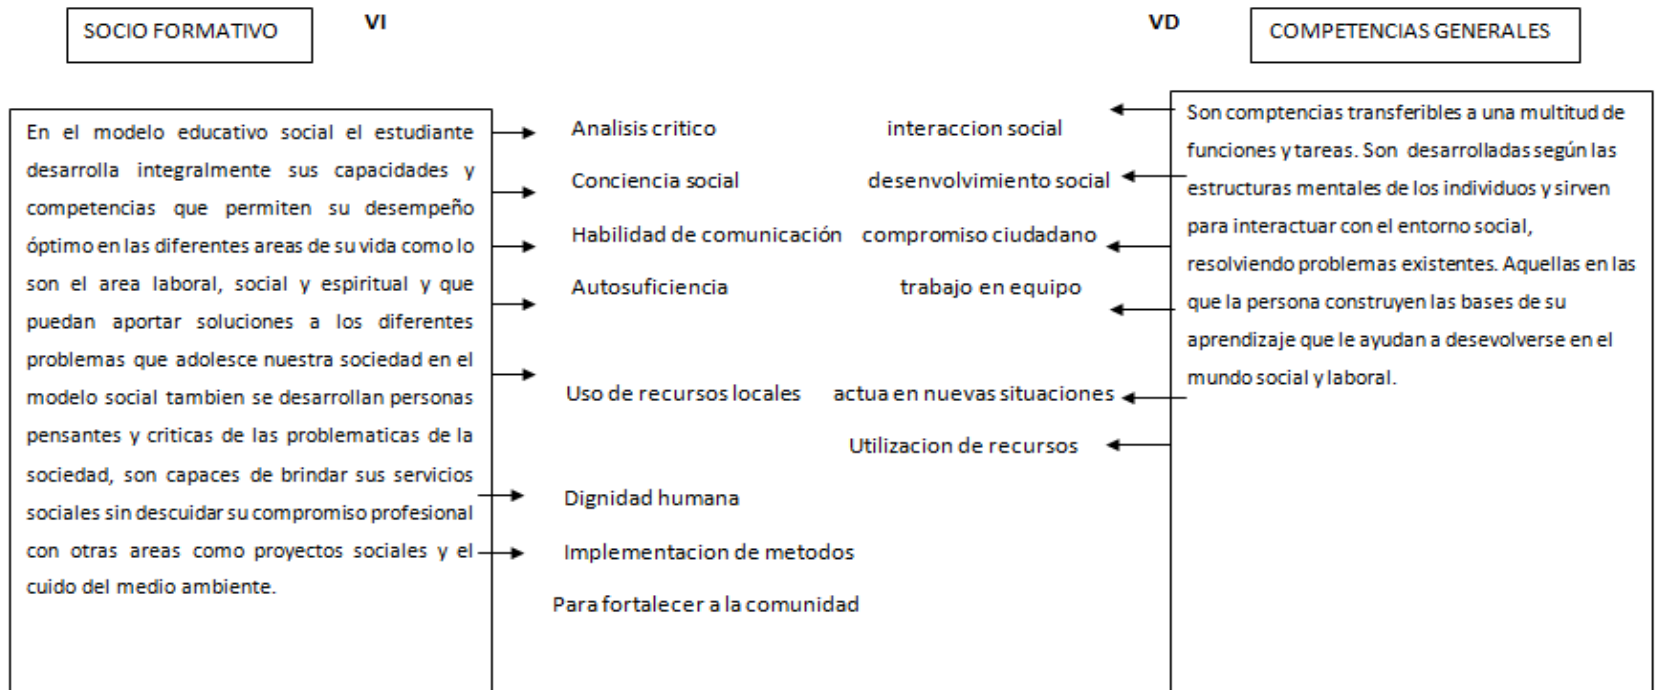 SOCIO FORMATIVO
VI
VD
COMPETENCIAS GENERALES
En el modelo educativo social el estudiante
desarrolla integralmente sus capacidades y
competencias que permiten su desempeño
óptimo en las diferentes areas de su vida como lo
son el area laboral, social y espiritual y que
puedan aportar soluciones a los diferentes
problemas que adolesce nuestra sociedad en el
modelo social tambien se desarrollan personas
pensantes y criticas de las problematicas de la
sociedad, son capaces de brindar sus servicios
sociales sin descuidar su compromiso profesional
con otras areas como proyectos sociales y el
cuido del medio ambiente.
Analisis critico
Conciencia social
Habilidad de comunicación
Autosuficiencia
Uso de recursos locales
Dignidad humana
Implementacion de metodos
Para fortalecer a la comunidad
interaccion social
desenvolvimiento social
compromiso ciudadano
trabajo en equipo
actua en nuevas situaciones
Utilizacion de recursos
Son comptencias transferibles a una multitud de
funciones y tareas. Son desarrolladas según las
estructuras mentales de los individuos y sirven
para interactuar con el entorno social,
resolviendo problemas existentes. Aquellas en las
que la persona construyen las bases de su
aprendizaje que le ayudan a desevolverse en el
mundo social y laboral.